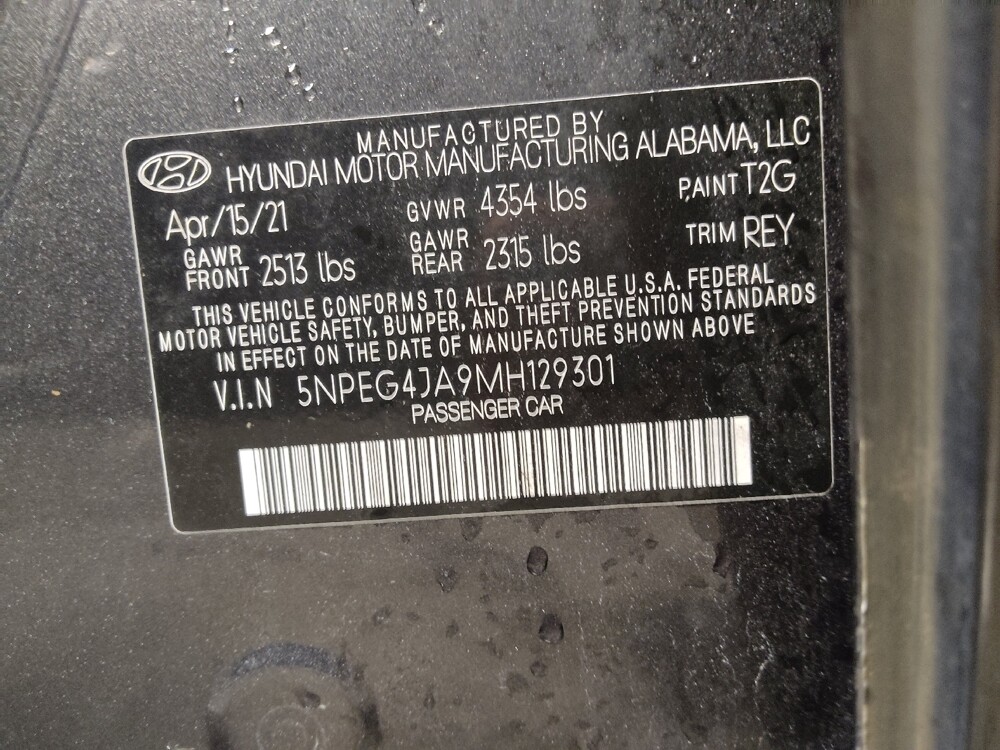 MANUFACTURED BY
HYUNDAI MOTOR MANUFACTURING ALABAMA, LLC
Apr/15/21 GVWR 4354 lbs PAINT T2G
GAWR FRONT 2513 lbs GAWR REAR 2315 lbs TRIM REY
THIS VEHICLE CONFORMS TO ALL APPLICABLE U.S.A. FEDERAL
MOTOR VEHICLE SAFETY, BUMPER, AND THEFT PREVENTION STANDARDS
IN EFFECT ON THE DATE OF MANUFACTURE SHOWN ABOVE
V.I.N 5NPEG4JA9MH129301
PASSENGER CAR